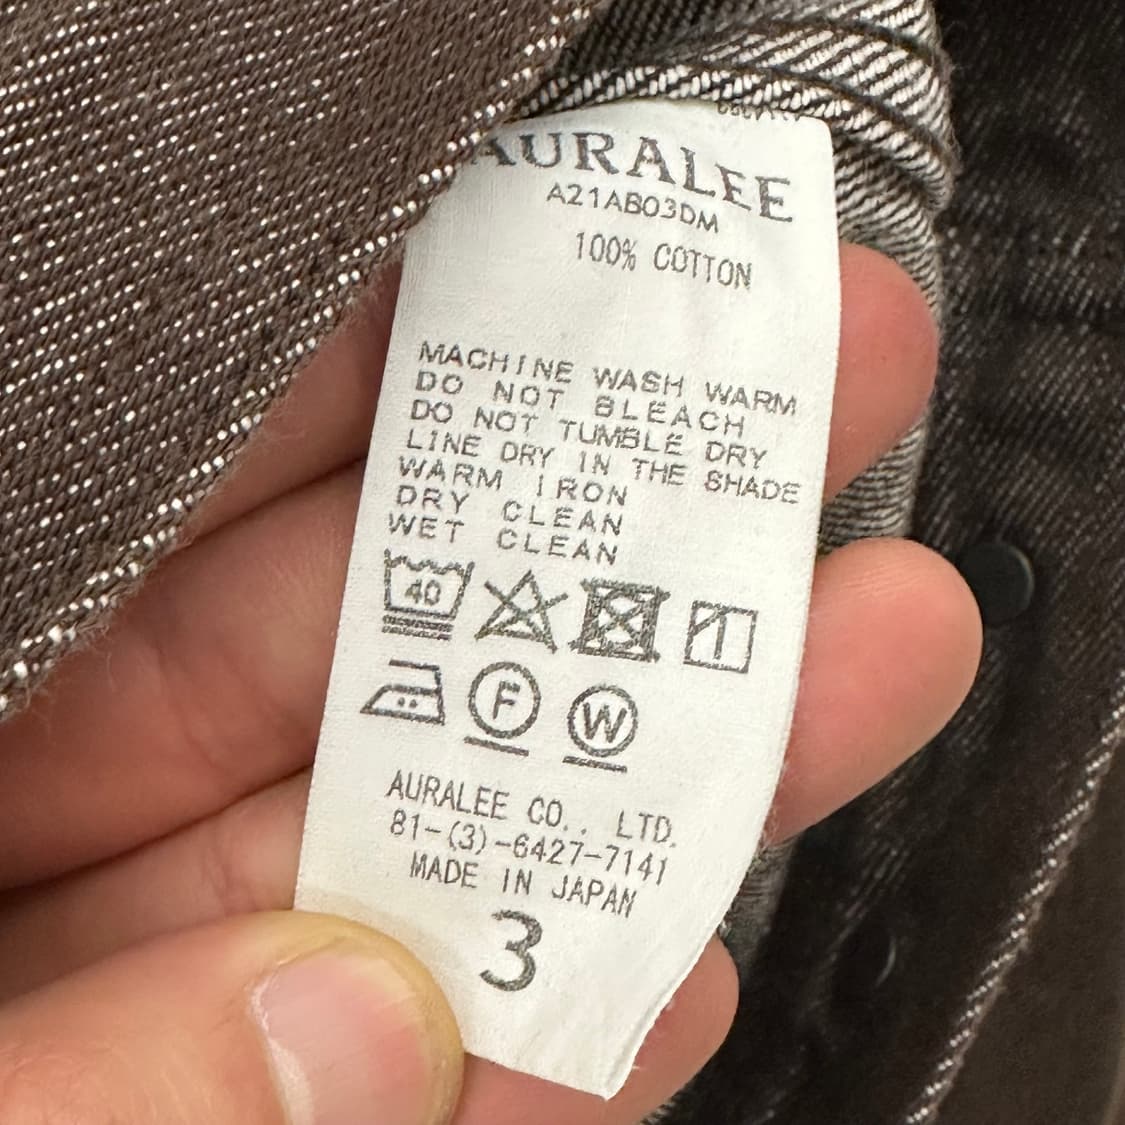 AURALEE
A21AB03DM
100% COTTON
MACHINE WASH WARM
DO NOT BLEACH
DO NOT TUMBLE DRY
LINE DRY IN THE SHADE
WARM IRON
DRY CLEAN
WET CLEAN
40
F
W
AURALEE CO., LTD.
81-(3)-6427-7141
MADE IN JAPAN
3